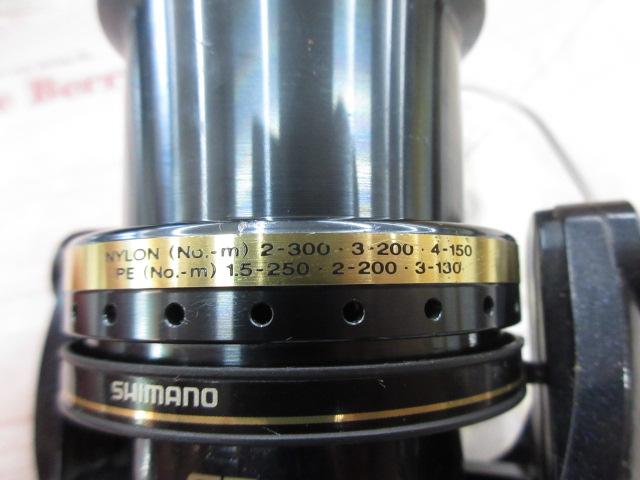 NYLON (No.-m) 2-300 · 3-200 · 4-150
PE (No.-m) 1.5-250 · 2-200 · 3-130
SHIMANO